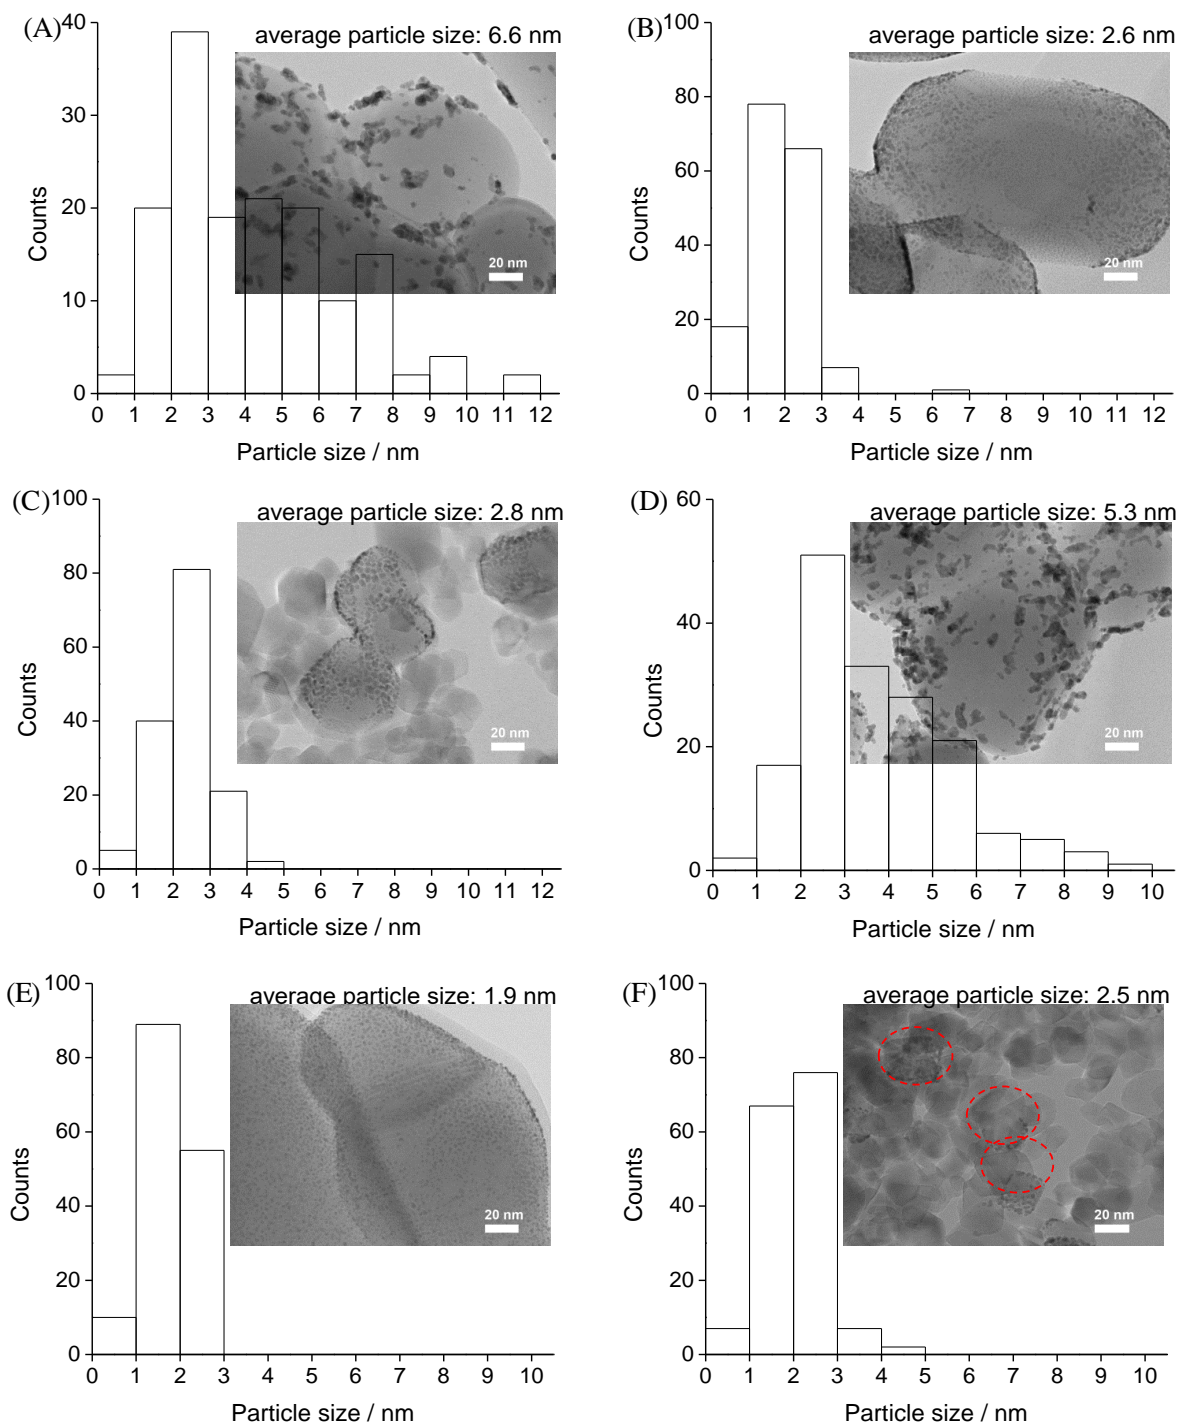 (A)
average particle size: 6.6 nm
40
30
20
10
0
Counts
20 nm
0 1 2 3 4 5 6 7 8 9 10 11 12
Particle size / nm
(B)
average particle size: 2.6 nm
100
80
60
40
20
0
Counts
20 nm
0 1 2 3 4 5 6 7 8 9 10 11 12
Particle size / nm
(C)
average particle size: 2.8 nm
100
80
60
40
20
0
Counts
20 nm
0 1 2 3 4 5 6 7 8 9 10 11 12
Particle size / nm
(D)
average particle size: 5.3 nm
60
40
20
0
Counts
20 nm
0 1 2 3 4 5 6 7 8 9 10
Particle size / nm
(E)
average particle size: 1.9 nm
100
80
60
40
20
0
Counts
20 nm
0 1 2 3 4 5 6 7 8 9 10
Particle size / nm
(F)
average particle size: 2.5 nm
100
80
60
40
20
0
Counts
20 nm
0 1 2 3 4 5 6 7 8 9 10
Particle size / nm